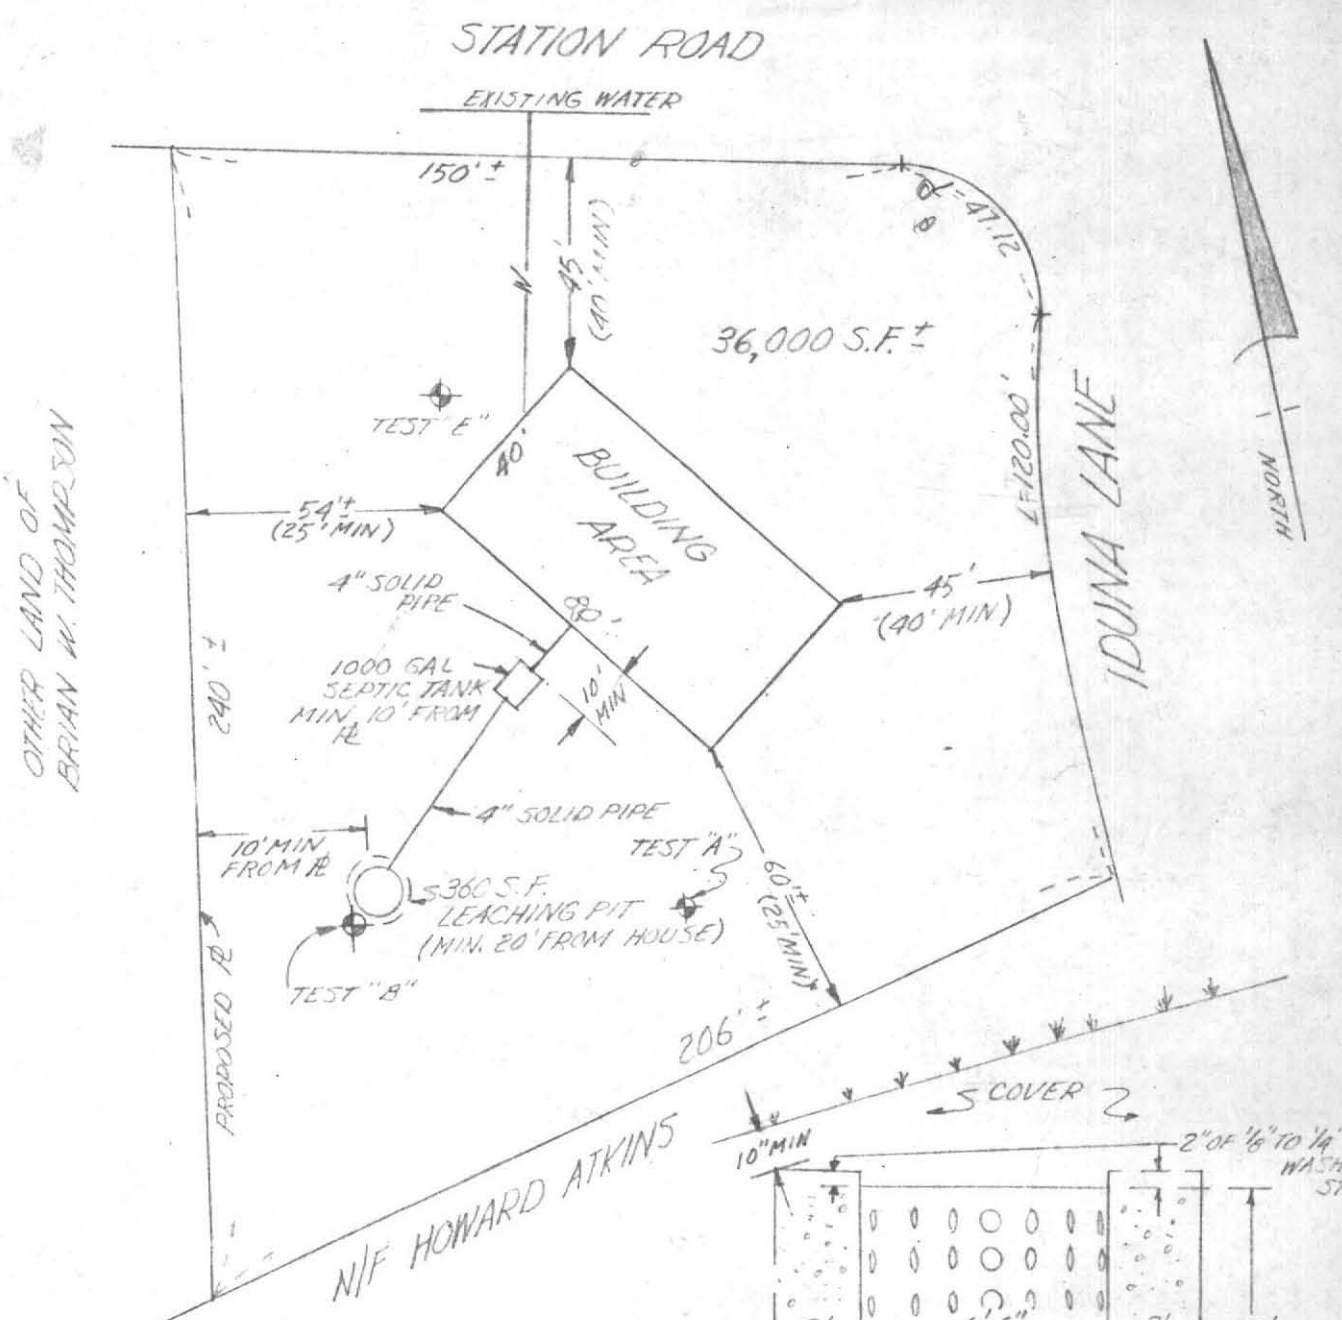 STATION ROAD
EXISTING WATER
150'±
= 47.12
45'
(40' MIN)
W
36,000 S.F.±
TEST "E"
40'
BUILDING
AREA
L=120.00'
IDUNA LANE
NORTH
OTHER LAND OF
BRIAN W. THOMPSON
54'±
(25' MIN)
4" SOLID
PIPE
80'
45'
(40' MIN)
1000 GAL
SEPTIC TANK
MIN. 10' FROM
PL
10'
MIN
240'±
4" SOLID PIPE
10' MIN
FROM PL
TEST "A"
60'±
(25' MIN)
360 S.F.
LEACHING PIT
(MIN. 20' FROM HOUSE)
TEST "B"
PROPOSED PL
206'±
N/F HOWARD ATKINS
COVER
10" MIN
2" OF 1/8" TO 1/4"
WASH
ST